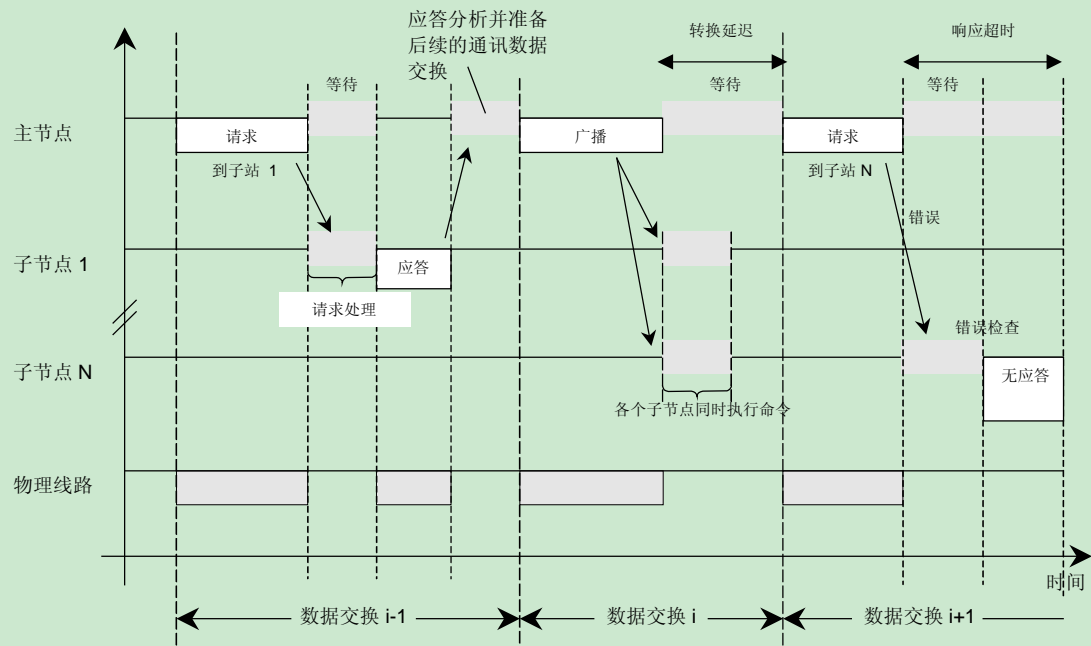 应答分析并准备
后续的通讯数据
交换
转换延迟
响应超时
等待
等待
等待
主节点
请求
广播
请求
到子站 1
到子站 N
错误
子节点 1
应答
请求处理
错误检查
子节点 N
无应答
各个子节点同时执行命令
物理线路
时间
数据交换 i-1
数据交换 i
数据交换 i+1